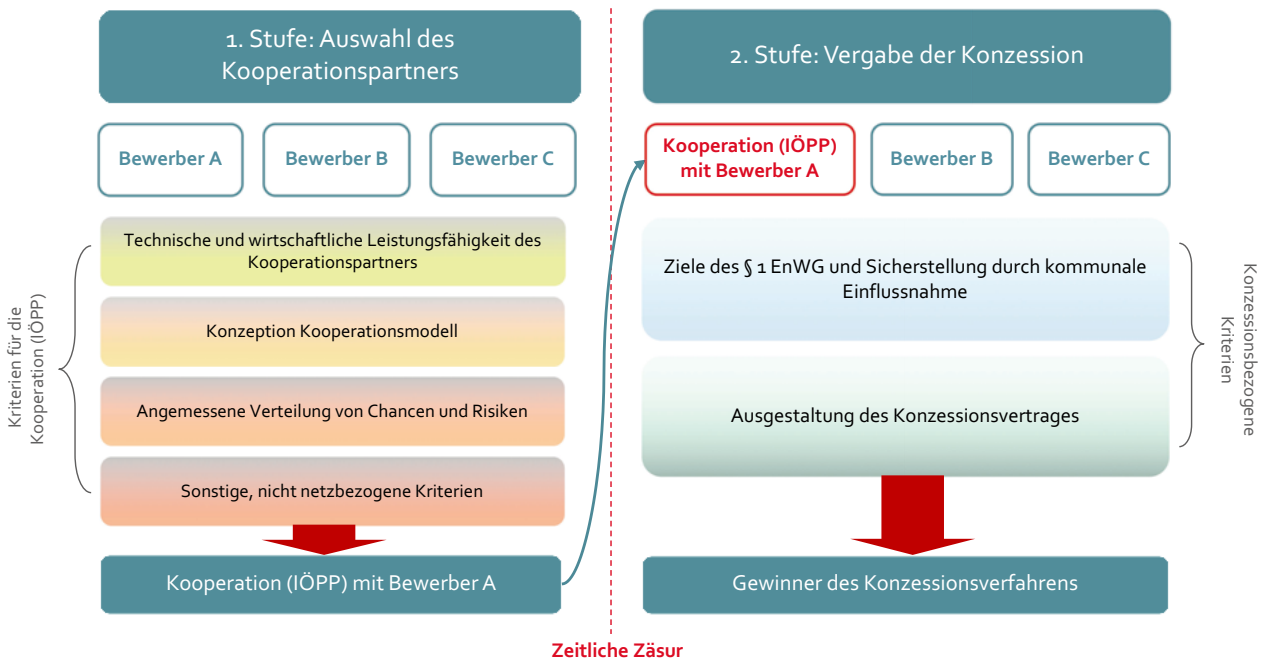 1. Stufe: Auswahl des
Kooperationspartners
Bewerber A
Bewerber B
Bewerber C
Kriterien für die
Kooperation (IÖPP)
Technische und wirtschaftliche Leistungsfähigkeit des
Kooperationspartners
Konzeption Kooperationsmodell
Angemessene Verteilung von Chancen und Risiken
Sonstige, nicht netzbezogene Kriterien
Kooperation (IÖPP) mit Bewerber A
2. Stufe: Vergabe der Konzession
Kooperation (IÖPP)
mit Bewerber A
Bewerber B
Bewerber C
Ziele des § 1 EnWG und Sicherstellung durch kommunale
Einflussnahme
Ausgestaltung des Konzessionsvertrages
Konzessionsbezogene
Kriterien
Gewinner des Konzessionsverfahrens
Zeitliche Zäsur